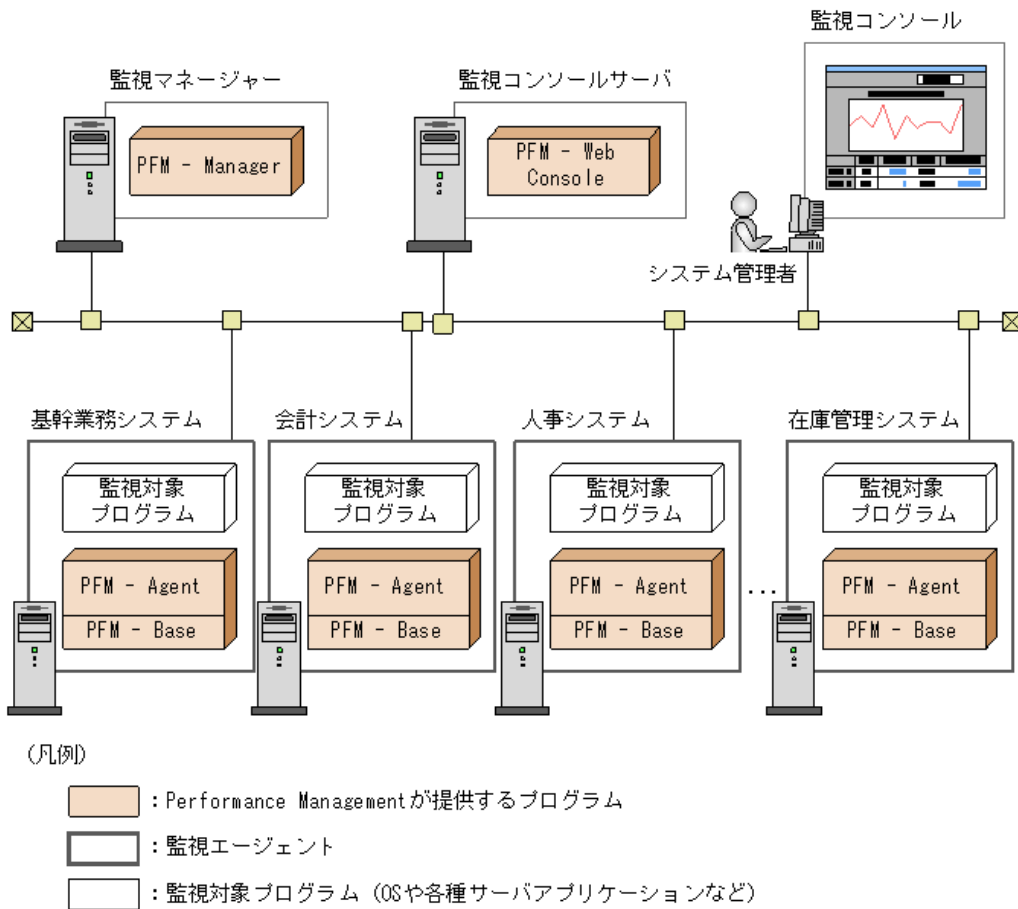 監視コンソール
監視マネージャー
監視コンソールサーバ
PFM - Manager
PFM - Web
Console
システム管理者
基幹業務システム
会計システム
人事システム
在庫管理システム
監視対象
プログラム
監視対象
プログラム
監視対象
プログラム
監視対象
プログラム
PFM - Agent
PFM - Base
PFM - Agent
PFM - Base
PFM - Agent
PFM - Base
...
PFM - Agent
PFM - Base
(凡例)
：Performance Managementが提供するプログラム
：監視エージェント
：監視対象プログラム（OSや各種サーバアプリケーションなど）